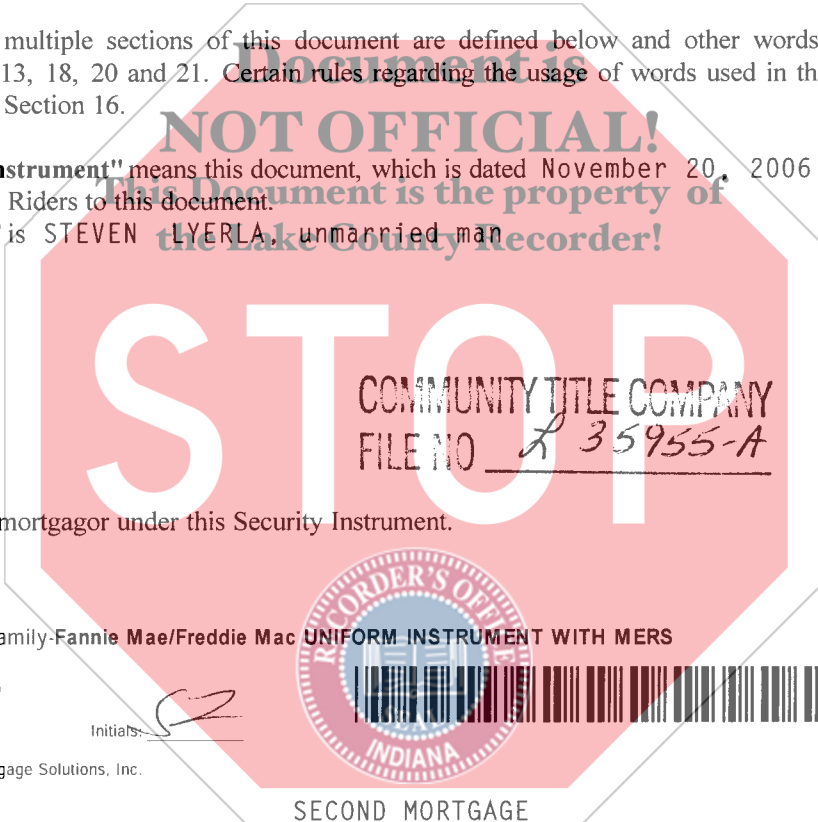 multiple sections of this document are defined below and other words
13, 18, 20 and 21. Certain rules regarding the usage of words used in th
Section 16.
Document is
NOT OFFICIAL!
This Document is the property of
the Lake County Recorder!
nstrument" means this document, which is dated November 20, 2006
Riders to this document.
is STEVEN LYERLA, unmarried man
STOP
COMMUNITY TITLE COMPANY
FILE NO L 35955-A
mortgagor under this Security Instrument.
RECORDER'S OFFICE
SEAL
INDIANA
amily-Fannie Mae/Freddie Mac UNIFORM INSTRUMENT WITH MERS
Initials:
gage Solutions, Inc.
SECOND MORTGAGE